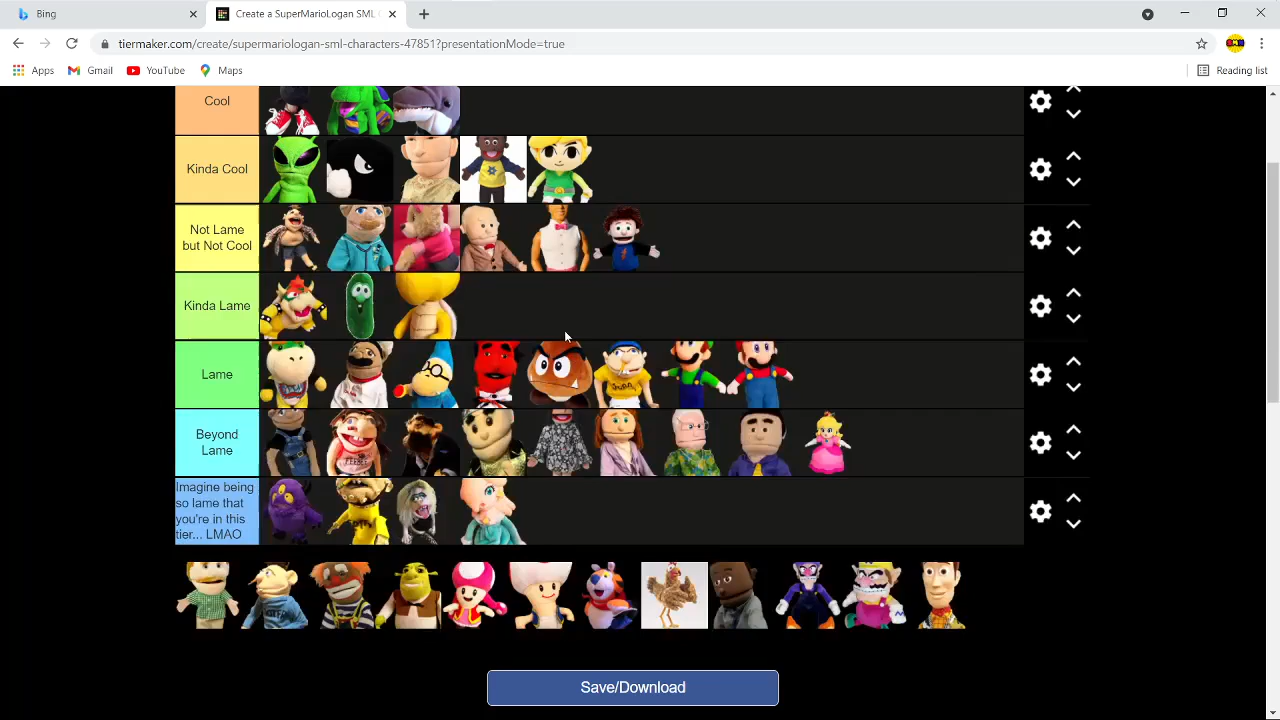 Bing
Create a SuperMarioLogan SML
tiermaker.com/create/supermariologan-sml-characters-47851?presentationMode=true
Apps
Gmail
YouTube
Maps
Reading list
Cool
Kinda Cool
Not Lame
but Not Cool
Kinda Lame
Lame
Beyond
Lame
Imagine being
so lame that
you're in this
tier... LMAO
Save/Download